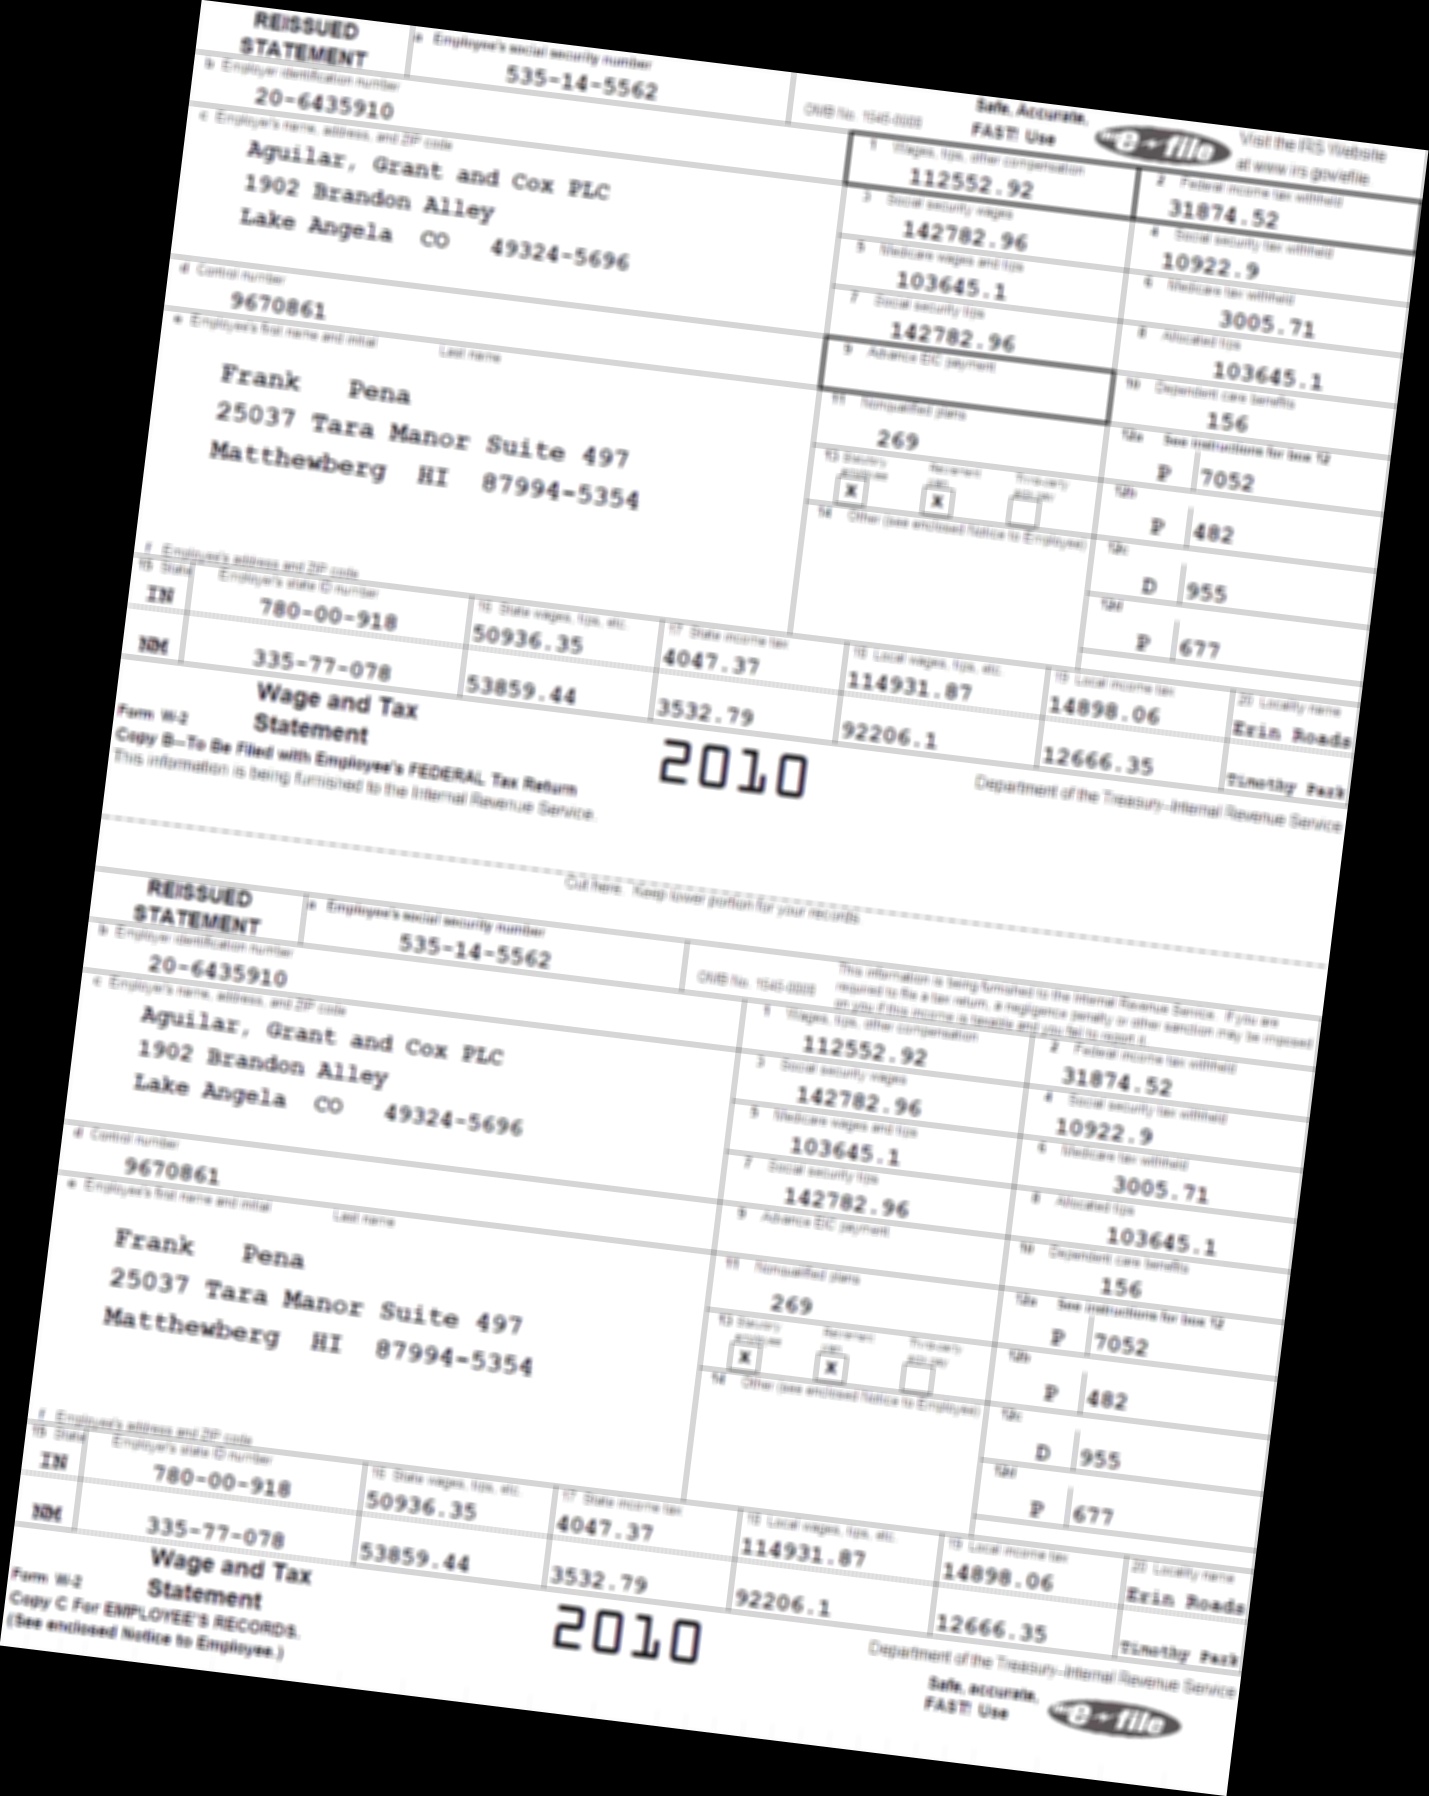 REISSUED
STATEMENT
a Employee's social security number
535-14-5562
OMB No. 1545-0008
Safe, Accurate,
FAST! Use
e-file
Visit the IRS Website
at www.irs.gov/efile.
b Employer identification number
20-6435910
c Employer's name, address, and ZIP code
Aguilar, Grant and Cox PLC
1902 Brandon Alley
Lake Angela CO 49324-5696
1 Wages, tips, other compensation
112552.92
2 Federal income tax withheld
31874.52
3 Social security wages
142782.96
4 Social security tax withheld
10922.9
5 Medicare wages and tips
103645.1
6 Medicare tax withheld
3005.71
d Control number
9670861
7 Social security tips
142782.96
8 Allocated tips
103645.1
e Employee's first name and initial Last name
Frank Pena
25037 Tara Manor Suite 497
Matthewberg HI 87994-5354
9 Advance EIC payment
10 Dependent care benefits
156
11 Nonqualified plans
269
12a See instructions for box 12
P 7052
13 Statutory employee Retirement plan Third-party sick pay
X X
12b
P 482
14 Other (see enclosed Notice to Employee)
12c
D 955
12d
P 677
f Employee's address and ZIP code
15 State Employer's state ID number
16 State wages, tips, etc.
17 State income tax
18 Local wages, tips, etc.
19 Local income tax
20 Locality name
IN 780-00-918 50936.35 4047.37 114931.87 14898.06 Erin Roads
NM 335-77-078 53859.44 3532.79 92206.1 12666.35 Timothy Park
Form W-2
Wage and Tax
Statement
2010
Department of the Treasury-Internal Revenue Service
Copy B—To Be Filed with Employee's FEDERAL Tax Return
This information is being furnished to the Internal Revenue Service.
Cut here. Keep lower portion for your records.
REISSUED
STATEMENT
a Employee's social security number
535-14-5562
OMB No. 1545-0008
This information is being furnished to the Internal Revenue Service. If you are
required to file a tax return, a negligence penalty or other sanction may be imposed
on you if this income is taxable and you fail to report it.
b Employer identification number
20-6435910
c Employer's name, address, and ZIP code
Aguilar, Grant and Cox PLC
1902 Brandon Alley
Lake Angela CO 49324-5696
1 Wages, tips, other compensation
112552.92
2 Federal income tax withheld
31874.52
3 Social security wages
142782.96
4 Social security tax withheld
10922.9
5 Medicare wages and tips
103645.1
6 Medicare tax withheld
3005.71
d Control number
9670861
7 Social security tips
142782.96
8 Allocated tips
103645.1
e Employee's first name and initial Last name
Frank Pena
25037 Tara Manor Suite 497
Matthewberg HI 87994-5354
9 Advance EIC payment
10 Dependent care benefits
156
11 Nonqualified plans
269
12a See instructions for box 12
P 7052
13 Statutory employee Retirement plan Third-party sick pay
X X
12b
P 482
14 Other (see enclosed Notice to Employee)
12c
D 955
12d
P 677
f Employee's address and ZIP code
15 State Employer's state ID number
16 State wages, tips, etc.
17 State income tax
18 Local wages, tips, etc.
19 Local income tax
20 Locality name
IN 780-00-918 50936.35 4047.37 114931.87 14898.06 Erin Roads
NM 335-77-078 53859.44 3532.79 92206.1 12666.35 Timothy Park
Form W-2
Wage and Tax
Statement
2010
Department of the Treasury-Internal Revenue Service
Copy C For EMPLOYEE'S RECORDS.
(See enclosed Notice to Employee.)
Safe, accurate,
FAST! Use
e-file